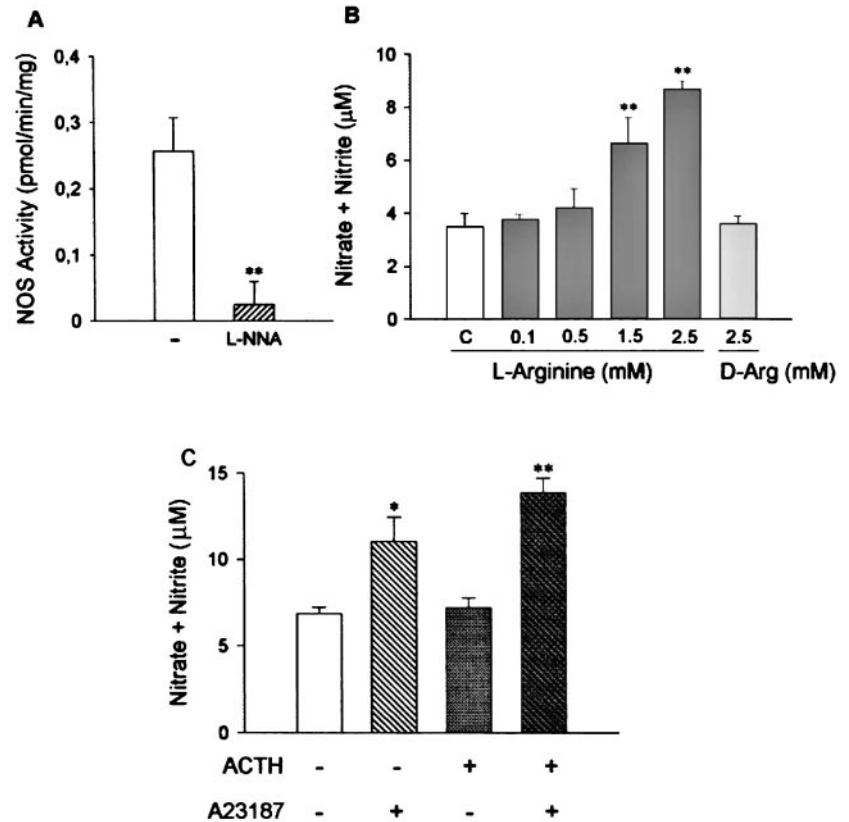 A
NOS Activity (pmol/min/mg)
0,4
0,3
0,2
0,1
0
**
-
L-NNA
B
Nitrate + Nitrite (μM)
10
8
6
4
2
0
**
**
C
0.1
0.5
1.5
2.5
2.5
L-Arginine (mM)
D-Arg (mM)
C
Nitrate + Nitrite (μM)
15
10
5
0
*
**
ACTH - - + +
A23187 - + - +